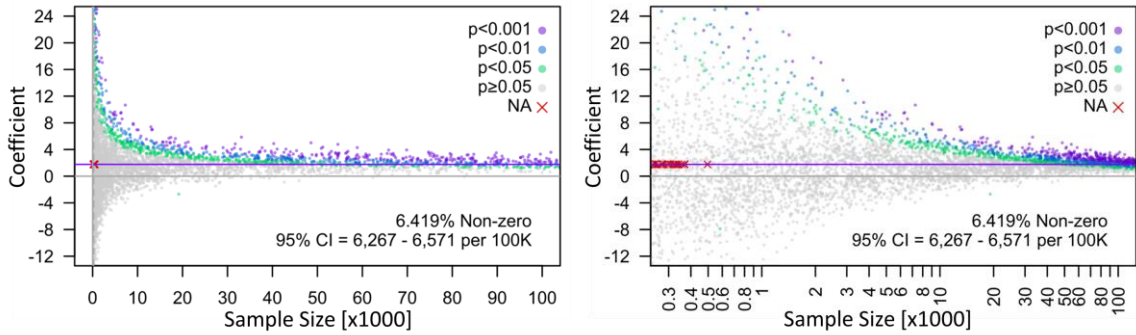 24
20
16
12
8
4
0
-4
-8
-12
Coefficient
p<0.001
p<0.01
p<0.05
p≥0.05
NA
6.419% Non-zero
95% CI = 6,267 - 6,571 per 100K
0 10 20 30 40 50 60 70 80 90 100
Sample Size [x1000]
24
20
16
12
8
4
0
-4
-8
-12
Coefficient
p<0.001
p<0.01
p<0.05
p≥0.05
NA
6.419% Non-zero
95% CI = 6,267 - 6,571 per 100K
0.3 0.4 0.5 0.6 0.8 1 2 3 4 5 6 8 10 20 30 40 50 60 80 100
Sample Size [x1000]